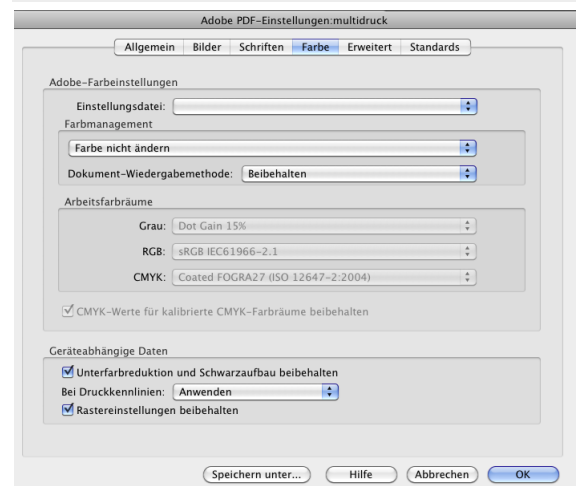 Adobe PDF-Einstellungen:multidruck
Allgemein Bilder Schriften Farbe Erweitert Standards
Adobe-Farbeinstellungen
Einstellungsdatei:
Farbmanagement
Farbe nicht ändern
Dokument-Wiedergabemethode: Beibehalten
Arbeitsfarbräume
Grau: Dot Gain 15%
RGB: sRGB IEC61966-2.1
CMYK: Coated FOGRA27 (ISO 12647-2:2004)
CMYK-Werte für kalibrierte CMYK-Farbräume beibehalten
Geräteabhängige Daten
Unterfarbreduktion und Schwarzaufbau beibehalten
Bei Druckkennlinien: Anwenden
Rastereinstellungen beibehalten
Speichern unter... Hilfe Abbrechen OK